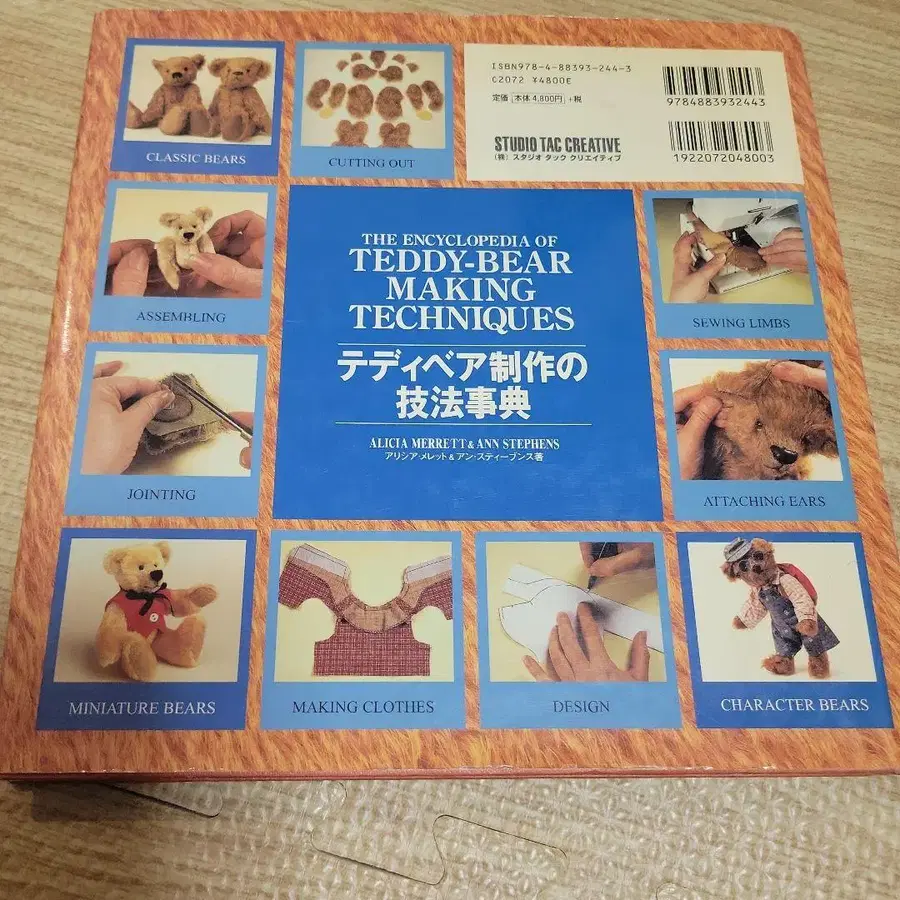 CLASSIC BEARS
CUTTING OUT
ISBN978-4-88393-244-3
C2072 ¥4800E
定価 本体 4,800円 +税
STUDIO TAC CREATIVE
(株)スタジオ タック クリエイティブ
9784883932443
1922072048003
ASSEMBLING
THE ENCYCLOPEDIA OF
TEDDY-BEAR
MAKING
TECHNIQUES
テディベア制作の
技法事典
ALICIA MERRETT & ANN STEPHENS
アリシア・メレット&アン・スティーブンス著
SEWING LIMBS
JOINTING
ATTACHING EARS
MINIATURE BEARS
MAKING CLOTHES
DESIGN
CHARACTER BEARS